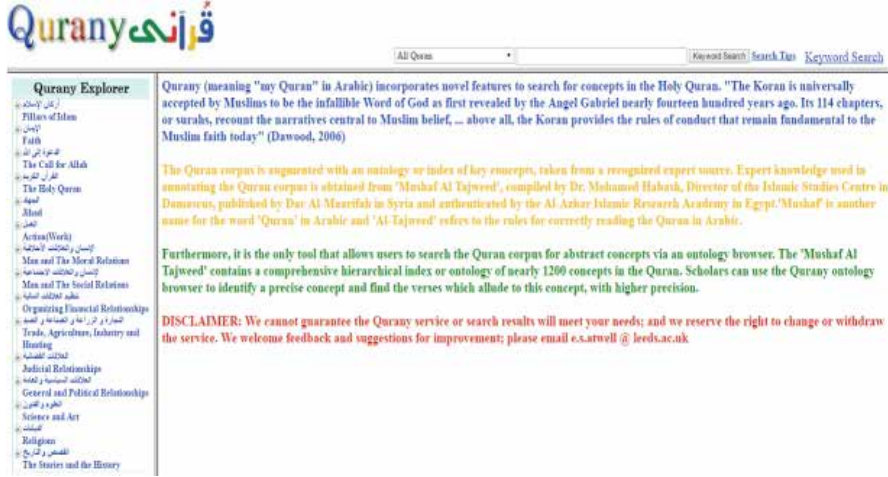 Qurany قُرآنى
All Quran
Keyword Search Search Tips Keyword Search
Qurany Explorer
أركان الإسلام
Pillars of Islam
الإيمان
Faith
الدعوة إلى الله
The Call for Allah
القرآن الكريم
The Holy Quran
الجهاد
Jihad
العمل
Action(Work)
الإنسان والعلاقات الأخلاقية
Man and The Moral Relations
الإنسان والعلاقات الاجتماعية
Man and The Social Relations
تنظيم العلاقات المالية
Organizing Financial Relationships
التجارة و الزراعة و الصناعة و الصيد
Trade, Agriculture, Industry and
Hunting
العلاقات القضائية
Judicial Relationships
العلاقات السياسية والعامة
General and Political Relationships
العلوم والفنون
Science and Art
الديانات
Religions
القصص والتاريخ
The Stories and the History
Qurany (meaning "my Quran" in Arabic) incorporates novel features to search for concepts in the Holy Quran. "The Koran is universally
accepted by Muslims to be the infallible Word of God as first revealed by the Angel Gabriel nearly fourteen hundred years ago. Its 114 chapters,
or surahs, recount the narratives central to Muslim belief, ... above all, the Koran provides the rules of conduct that remain fundamental to the
Muslim faith today" (Dawood, 2006)
The Quran corpus is augmented with an ontology or index of key concepts, taken from a recognized expert source. Expert knowledge used in
annotating the Quran corpus is obtained from 'Mushaf Al Tajweed', compiled by Dr. Mohamed Habash, Director of the Islamic Studies Centre in
Damascus, published by Dar Al-Maarifah in Syria and authenticated by the Al-Azhar Islamic Research Academy in Egypt.'Mushaf' is another
name for the word 'Quran' in Arabic and 'Al-Tajweed' refers to the rules for correctly reading the Quran in Arabic.
Furthermore, it is the only tool that allows users to search the Quran corpus for abstract concepts via an ontology browser. The 'Mushaf Al
Tajweed' contains a comprehensive hierarchical index or ontology of nearly 1200 concepts in the Quran. Scholars can use the Qurany ontology
browser to identify a precise concept and find the verses which allude to this concept, with higher precision.
DISCLAIMER: We cannot guarantee the Qurany service or search results will meet your needs; and we reserve the right to change or withdraw
the service. We welcome feedback and suggestions for improvement; please email e.s.atwell @ leeds.ac.uk